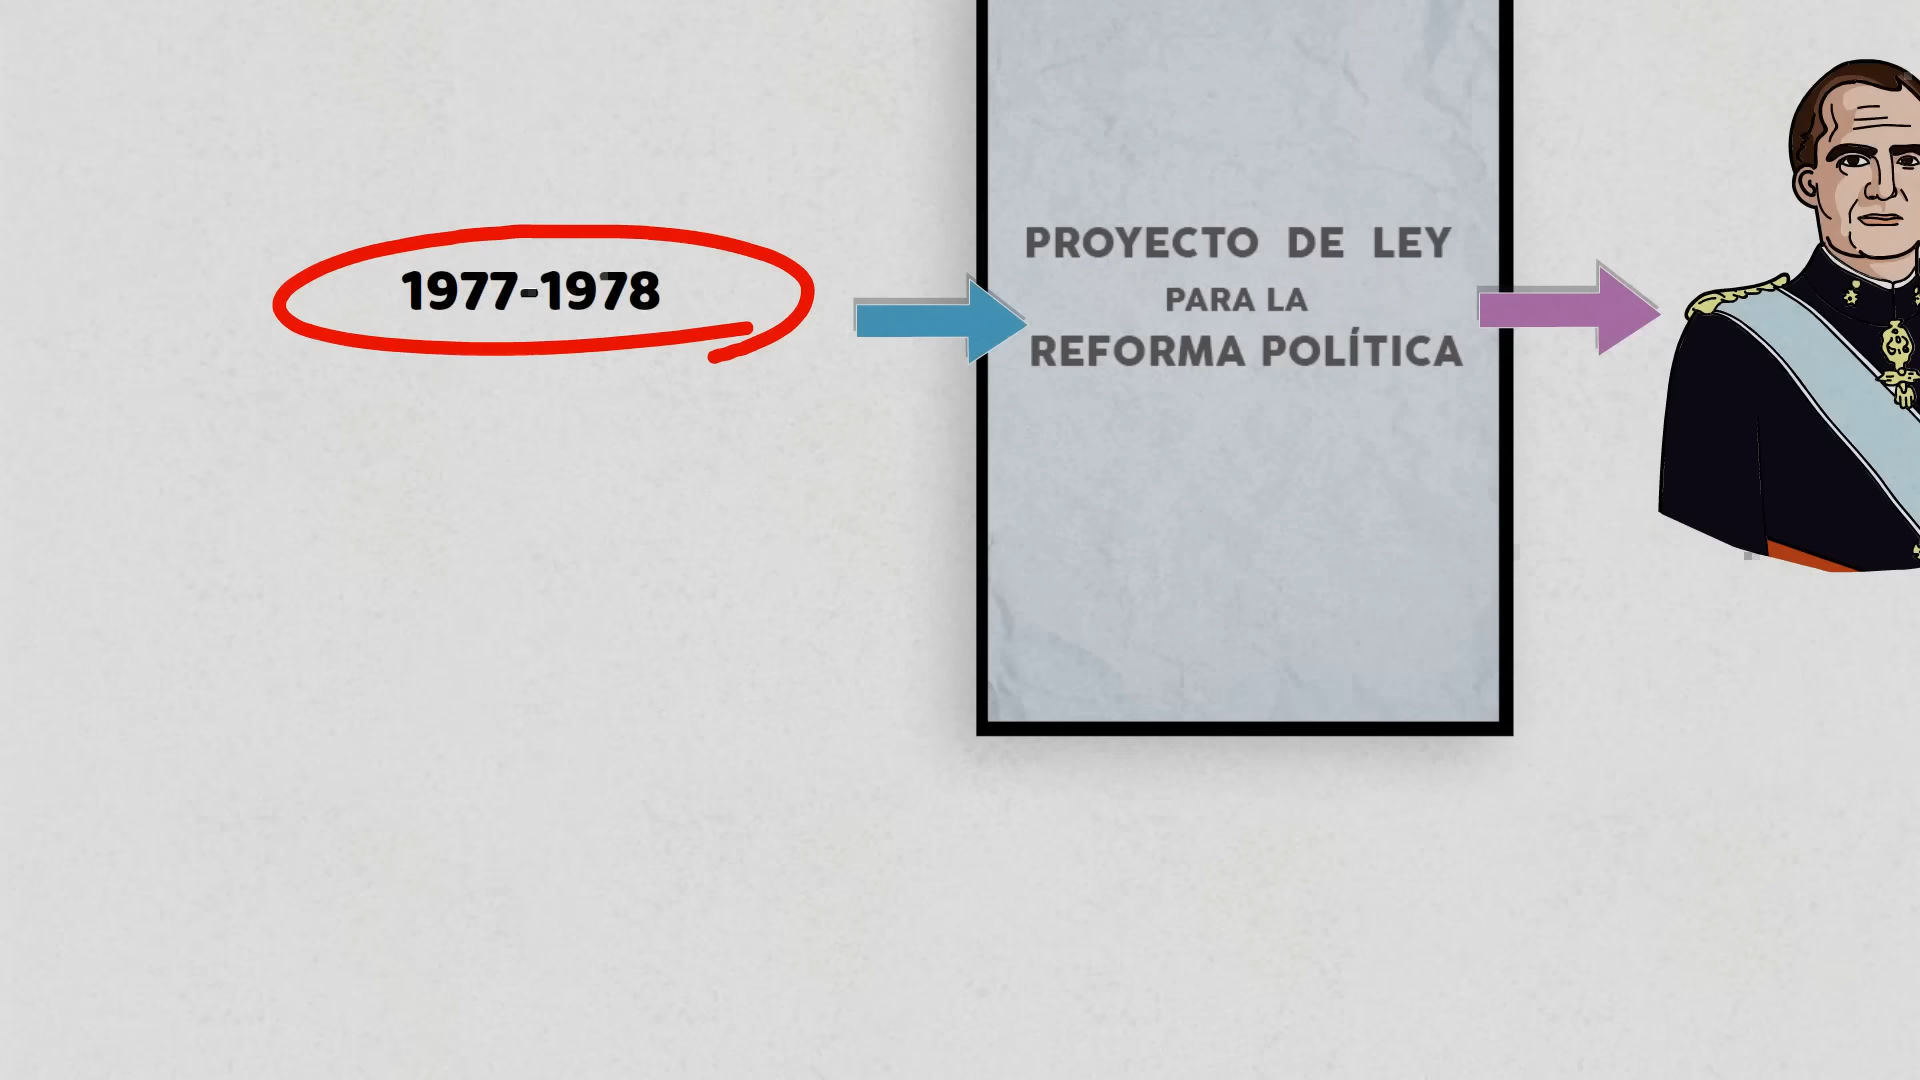 1977-1978
PROYECTO DE LEY
PARA LA
REFORMA POLÍTICA